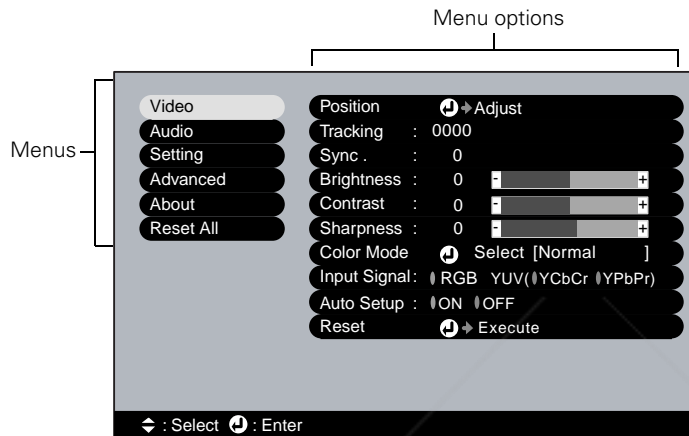 Menu options
Menus
Video
Audio
Setting
Advanced
About
Reset All
Position Adjust
Tracking : 0000
Sync . : 0
Brightness : 0 - +
Contrast : 0 - +
Sharpness : 0 - +
Color Mode Select [Normal ]
Input Signal : RGB YUV( YCbCr YPbPr)
Auto Setup : ON OFF
Reset Execute
: Select : Enter